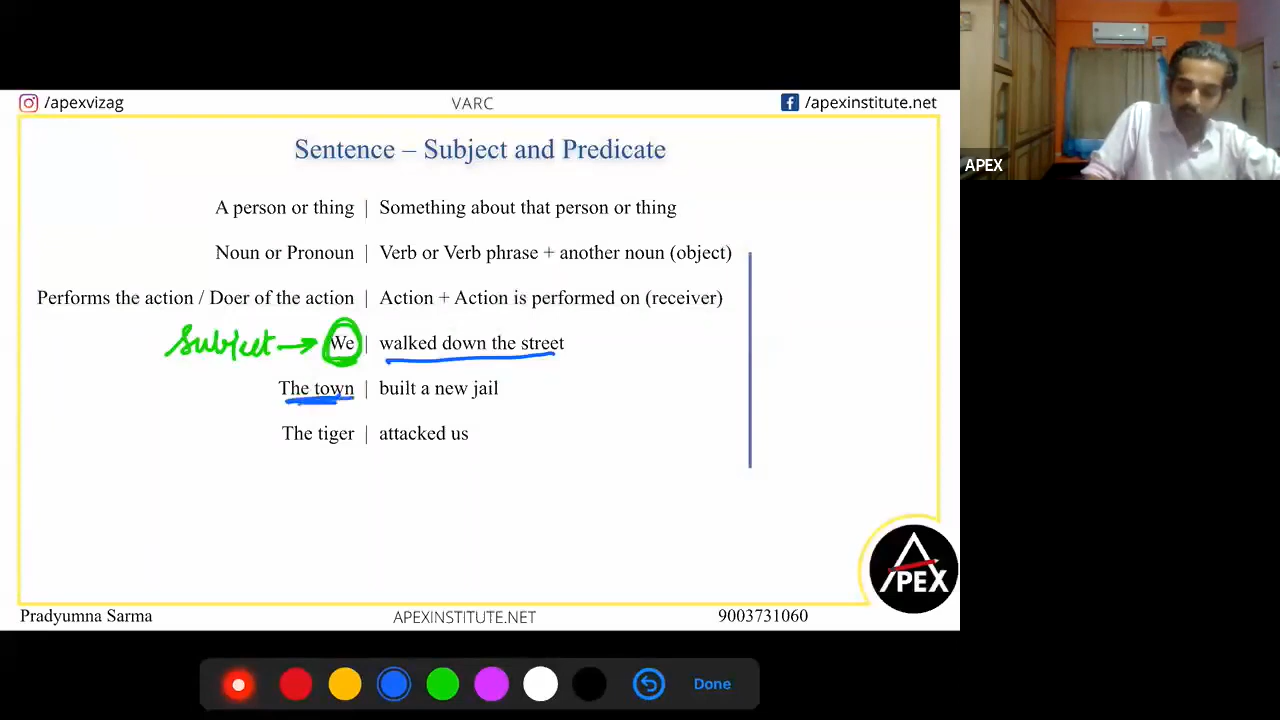 /apexvizag VARC /apexinstitute.net
APEX
Sentence – Subject and Predicate
A person or thing | Something about that person or thing
Noun or Pronoun | Verb or Verb phrase + another noun (object)
Performs the action / Doer of the action | Action + Action is performed on (receiver)
Subject → We | walked down the street
The town | built a new jail
The tiger | attacked us
APEX
Pradyumna Sarma APEXINSTITUTE.NET 9003731060
Done